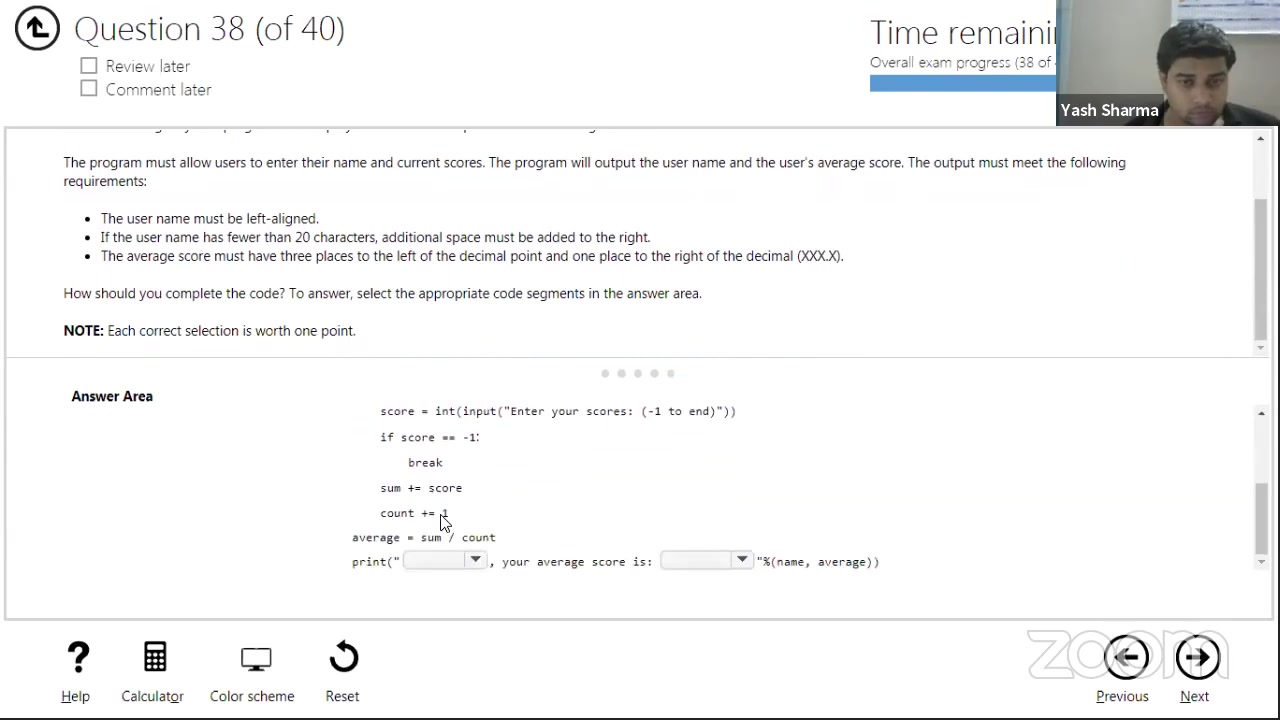 Question 38 (of 40)
Review later
Comment later
Time remaini
Overall exam progress (38 of
Yash Sharma
The program must allow users to enter their name and current scores. The program will output the user name and the user's average score. The output must meet the following
requirements:
• The user name must be left-aligned.
• If the user name has fewer than 20 characters, additional space must be added to the right.
• The average score must have three places to the left of the decimal point and one place to the right of the decimal (XXX.X).
How should you complete the code? To answer, select the appropriate code segments in the answer area.
NOTE: Each correct selection is worth one point.
Answer Area
score = int(input("Enter your scores: (-1 to end)"))
if score == -1:
break
sum += score
count += 1
average = sum / count
print(" , your average score is: "%(name, average))
Help
Calculator
Color scheme
Reset
zoom
Previous
Next